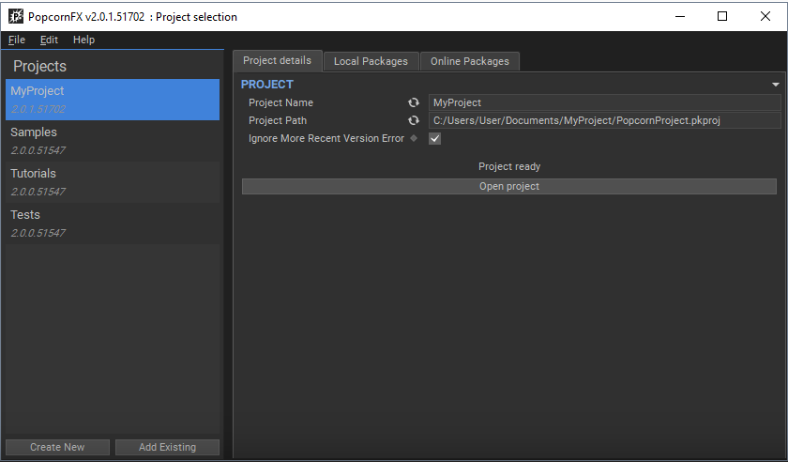 PopcornFX v2.0.1.51702 : Project selection
File Edit Help
Projects
MyProject
2.0.1.51702
Samples
2.0.0.51547
Tutorials
2.0.0.51547
Tests
2.0.0.51547
Create New Add Existing
Project details Local Packages Online Packages
PROJECT
Project Name MyProject
Project Path C:/Users/User/Documents/MyProject/PopcornProject.pkproj
Ignore More Recent Version Error
Project ready
Open project